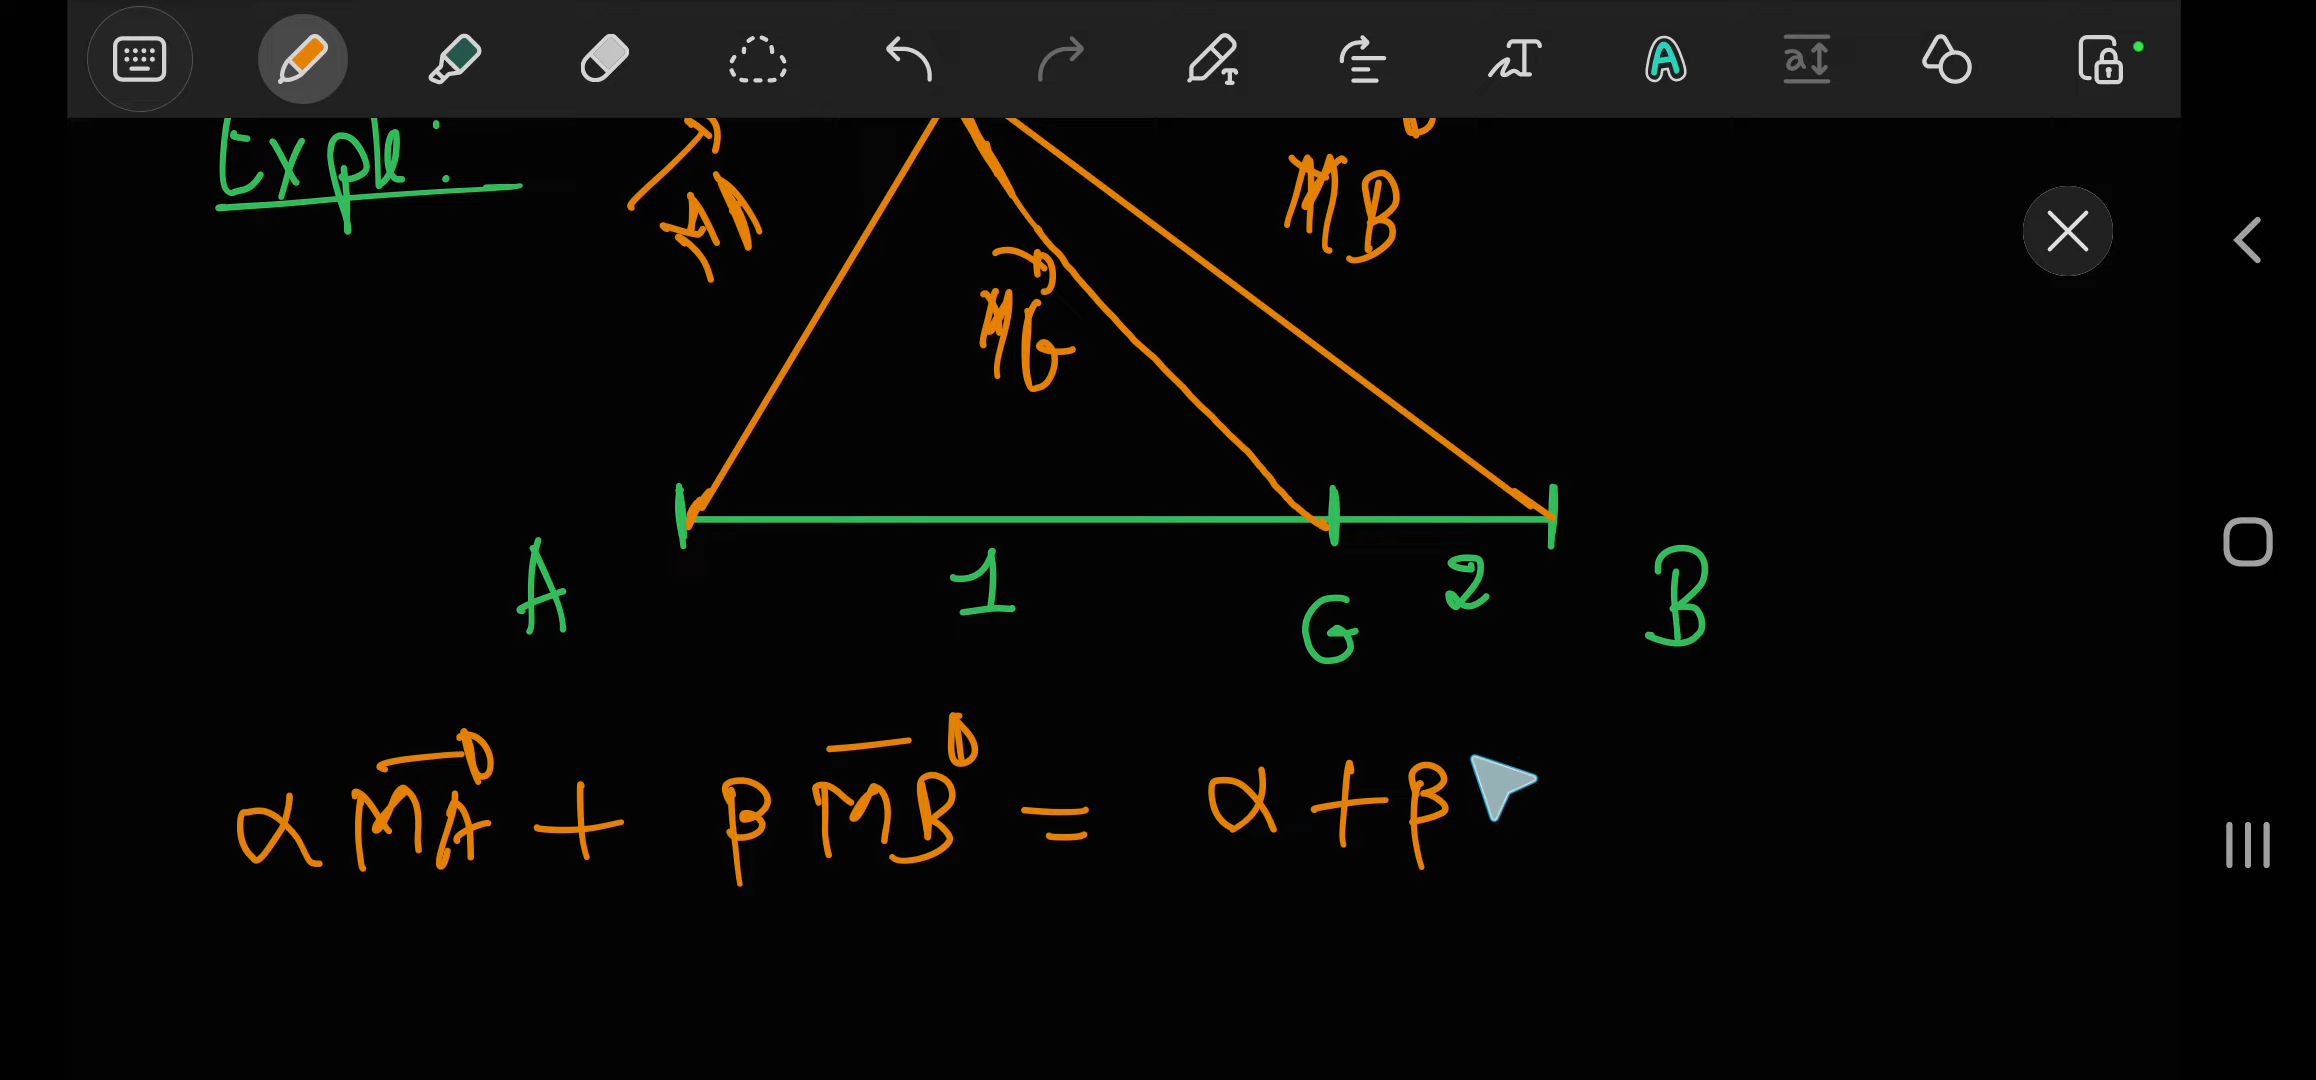 Exple :
MA
MB
MG
A 1 G 2 B
α MA + β MB = α + β